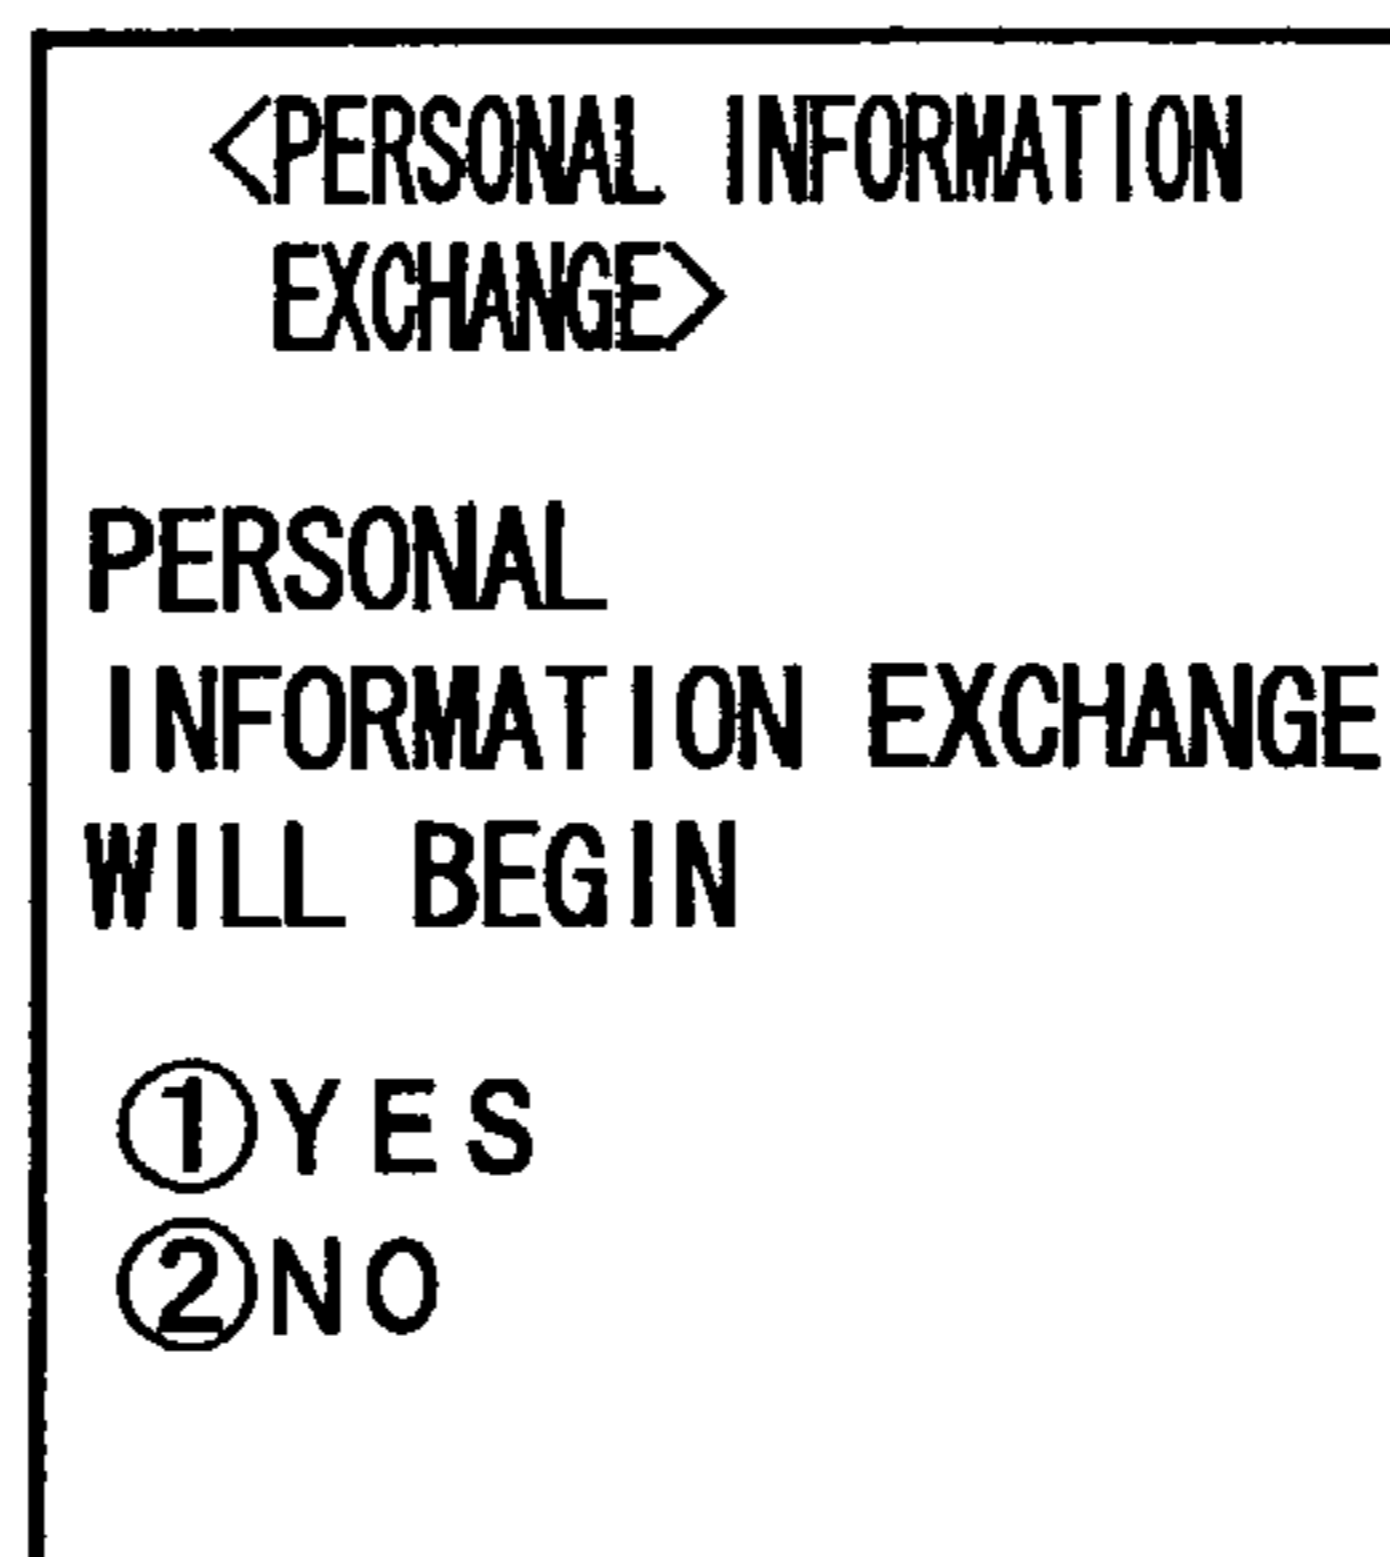 <PERSONAL INFORMATION
EXCHANGE>
PERSONAL
INFORMATION EXCHANGE
WILL BEGIN
①YES
②NO